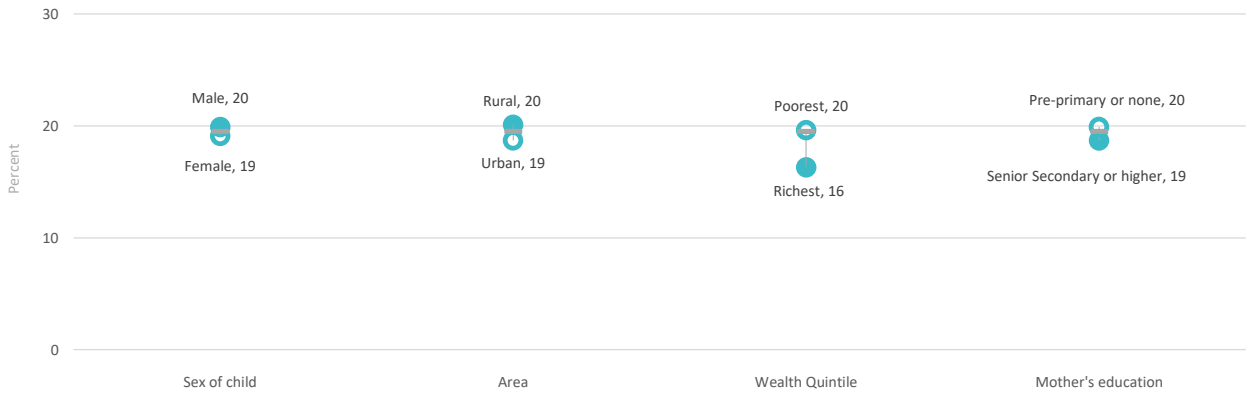 30
Male, 20
Rural, 20
Poorest, 20
Pre-primary or none, 20
20
Female, 19
Urban, 19
Richest, 16
Senior Secondary or higher, 19
Percent
10
0
Sex of child
Area
Wealth Quintile
Mother's education